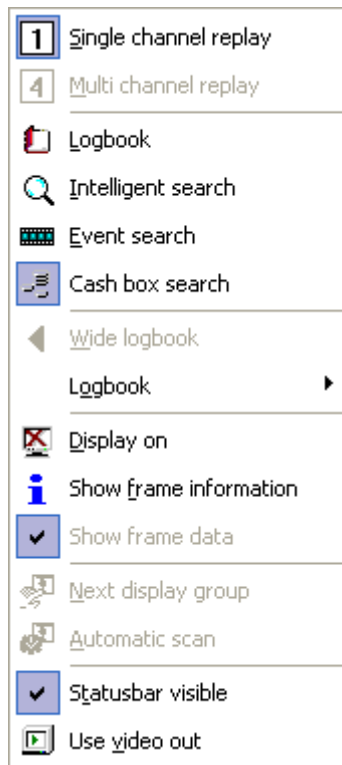 1 Single channel replay
4 Multi channel replay
Logbook
Intelligent search
Event search
Cash box search
Wide logbook
Logbook
Display on
Show frame information
Show frame data
Next display group
Automatic scan
Statusbar visible
Use video out